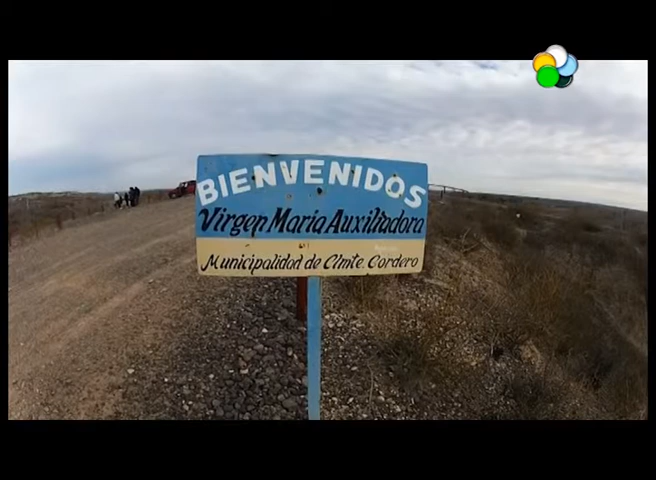 BIENVENIDOS
Virgen Maria Auxiliadora
Municipalidad de Clmte. Cordero